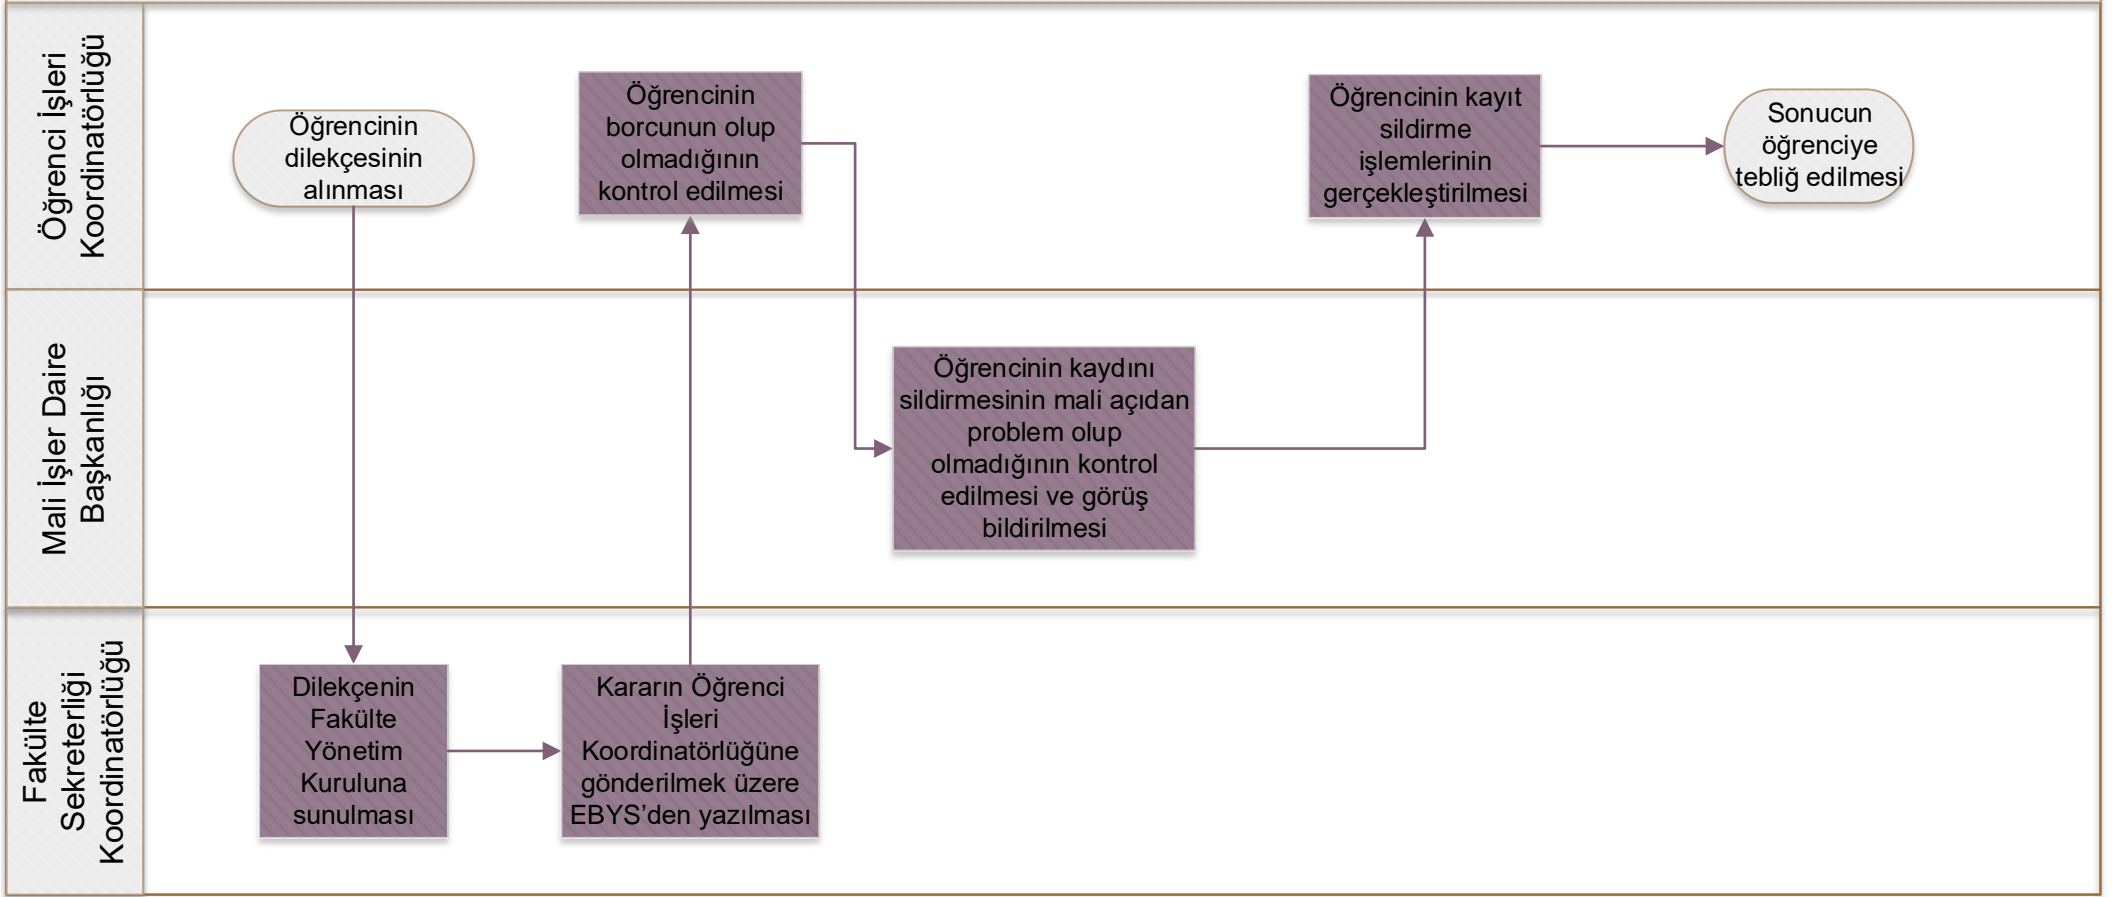 Öğrenci İşleri
Koordinatörlüğü
Öğrencinin
dilekçesinin
alınması
Öğrencinin
borcunun olup
olmadığının
kontrol edilmesi
Öğrencinin kayıt
sildirme
işlemlerinin
gerçekleştirilmesi
Sonucun
öğrenciye
tebliğ edilmesi
Mali İşler Daire
Başkanlığı
Öğrencinin kaydını
sildirmesinin mali açıdan
problem olup
olmadığının kontrol
edilmesi ve görüş
bildirilmesi
Fakülte
Sekreterliği
Koordinatörlüğü
Dilekçenin
Fakülte
Yönetim
Kuruluna
sunulması
Kararın Öğrenci
İşleri
Koordinatörlüğüne
gönderilmek üzere
EBYS’den yazılması